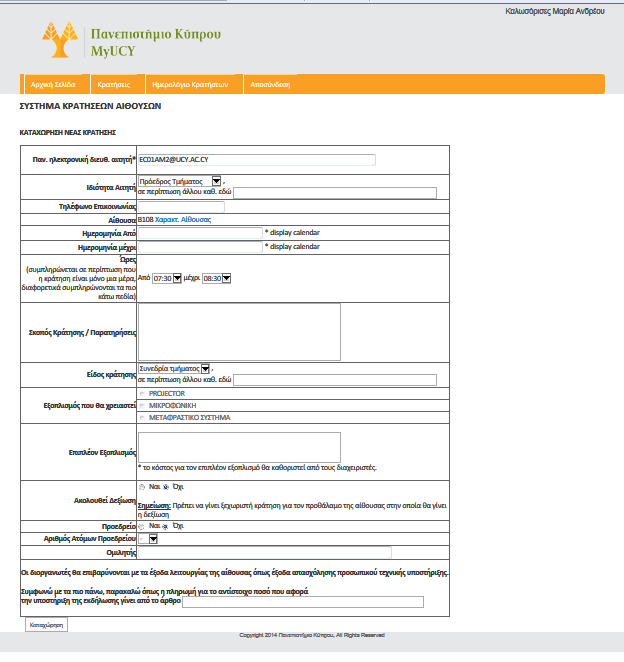 Καλωσόρισες Μαρία Ανδρέου
Πανεπιστήμιο Κύπρου
MyUCY
Αρχική Σελίδα Κρατήσεις Ημερολόγιο Κρατήσεων Αποσύνδεση
ΣΥΣΤΗΜΑ ΚΡΑΤΗΣΕΩΝ ΑΙΘΟΥΣΩΝ
ΚΑΤΑΧΩΡΗΣΗ ΝΕΑΣ ΚΡΑΤΗΣΗΣ
Παν. ηλεκτρονική διευθ. αιτητή* EC01AM2@UCY.AC.CY
Ιδιότητα Αιτητή Πρόεδρος Τμήματος ,
σε περίπτωση άλλου καθ. εδώ
Τηλέφωνο Επικοινωνίας
Αίθουσα B108 Χαρακτ. Αίθουσας
Ημερομηνία Από * display calendar
Ημερομηνία μέχρι * display calendar
Ώρες
(συμπληρώνεται σε περίπτωση που
η κράτηση είναι μόνο μια μέρα,
διαφορετικά συμπληρώνονται τα πιο
κάτω πεδία)
Από 07:30 μέχρι 08:30
Σκοπός Κράτησης / Παρατηρήσεις
Είδος κράτησης Συνεδρία τμήματος ,
σε περίπτωση άλλου καθ. εδώ
Εξοπλισμός που θα χρειαστεί
PROJECTOR
ΜΙΚΡΟΦΩΝΙΚΗ
ΜΕΤΑΦΡΑΣΤΙΚΟ ΣΥΣΤΗΜΑ
Επιπλέον Εξοπλισμός
* το κόστος για τον επιπλέον εξοπλισμό θα καθοριστεί από τους διαχειριστές.
Ακολουθεί Δεξίωση Ναι Όχι
Σημείωση: Πρέπει να γίνει ξεχωριστή κράτηση για τον προθάλαμο της αίθουσας στην οποία θα γίνει
η δεξίωση
Προεδρείο Ναι Όχι
Αριθμός Ατόμων Προεδρείου
Ομιλητής
Οι διοργανωτές θα επιβαρύνονται με τα έξοδα λειτουργίας της αίθουσας όπως έξοδα απασχόλησης προσωπικού τεχνικής υποστήριξης.
Συμφωνώ με τα πιο πάνω, παρακαλώ όπως η πληρωμή για το αντίστοιχο ποσό που αφορά
την υποστήριξη της εκδήλωσης γίνει από το άρθρο
Καταχώρηση
Copyright 2014 Πανεπιστήμιο Κύπρου, All Rights Reserved